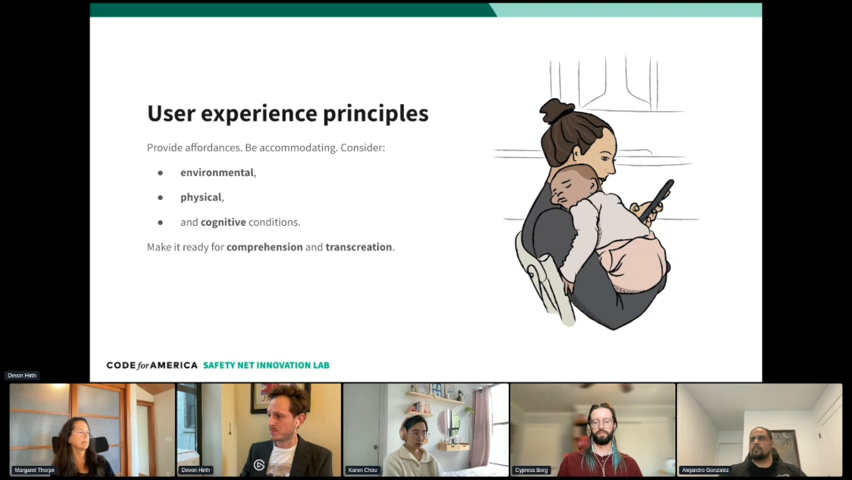 User experience principles
Provide affordances. Be accommodating. Consider:
● environmental,
● physical,
● and cognitive conditions.
Make it ready for comprehension and transcreation.
CODE for AMERICA SAFETY NET INNOVATION LAB
Devon Hirth
Margaret Thorpe
Devon Hirth
Karen Chou
Cypress Borg
Alejandro Gonzalez